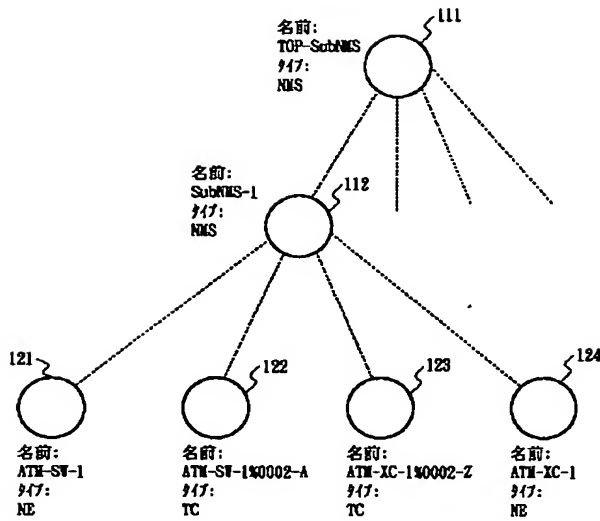 111
名前:
TOP-SubNMS
ﾀｲﾌﾟ:
NMS
112
名前:
SubNMS-1
ﾀｲﾌﾟ:
NMS
121
122
123
124
名前:
ATM-SW-1
ﾀｲﾌﾟ:
NE
名前:
ATM-SW-1%0002-A
ﾀｲﾌﾟ:
TC
名前:
ATM-XC-1%0002-Z
ﾀｲﾌﾟ:
TC
名前:
ATM-XC-1
ﾀｲﾌﾟ:
NE